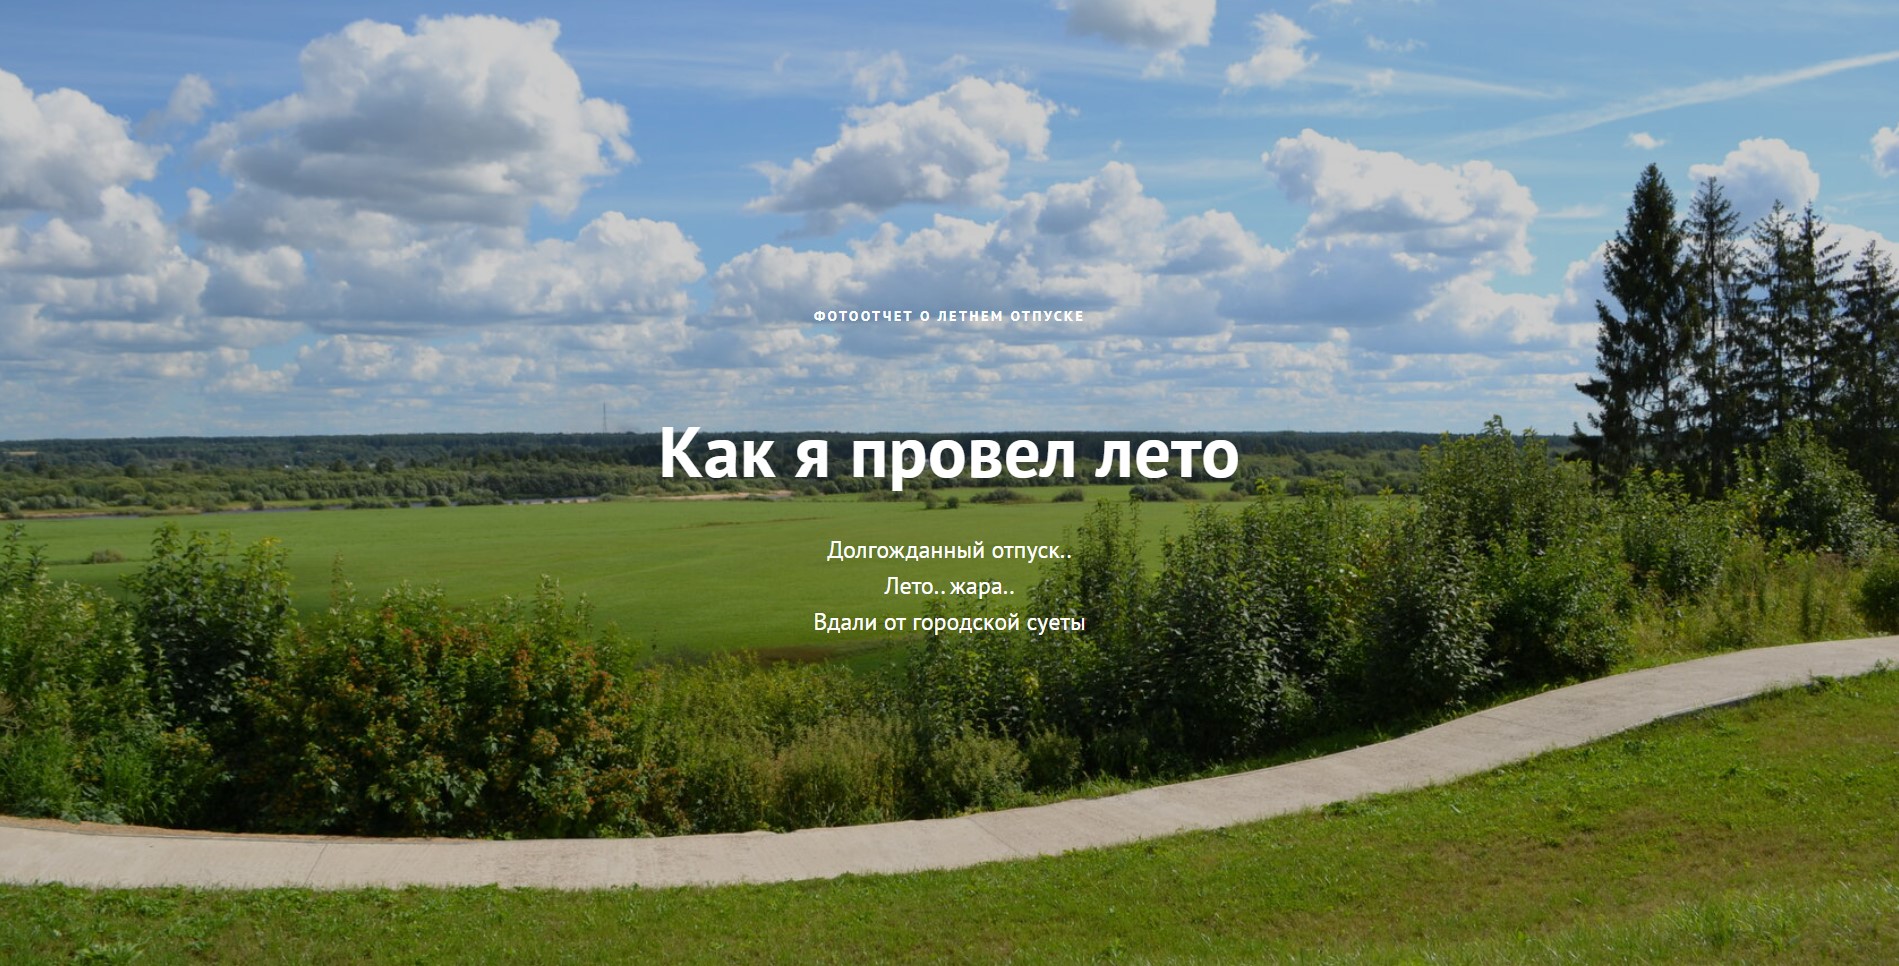 ФОТООТЧЕТ О ЛЕТНЕМ ОТПУСКЕ
Как я провел лето
Долгожданный отпуск..
Лето.. жара..
Вдали от городской суеты